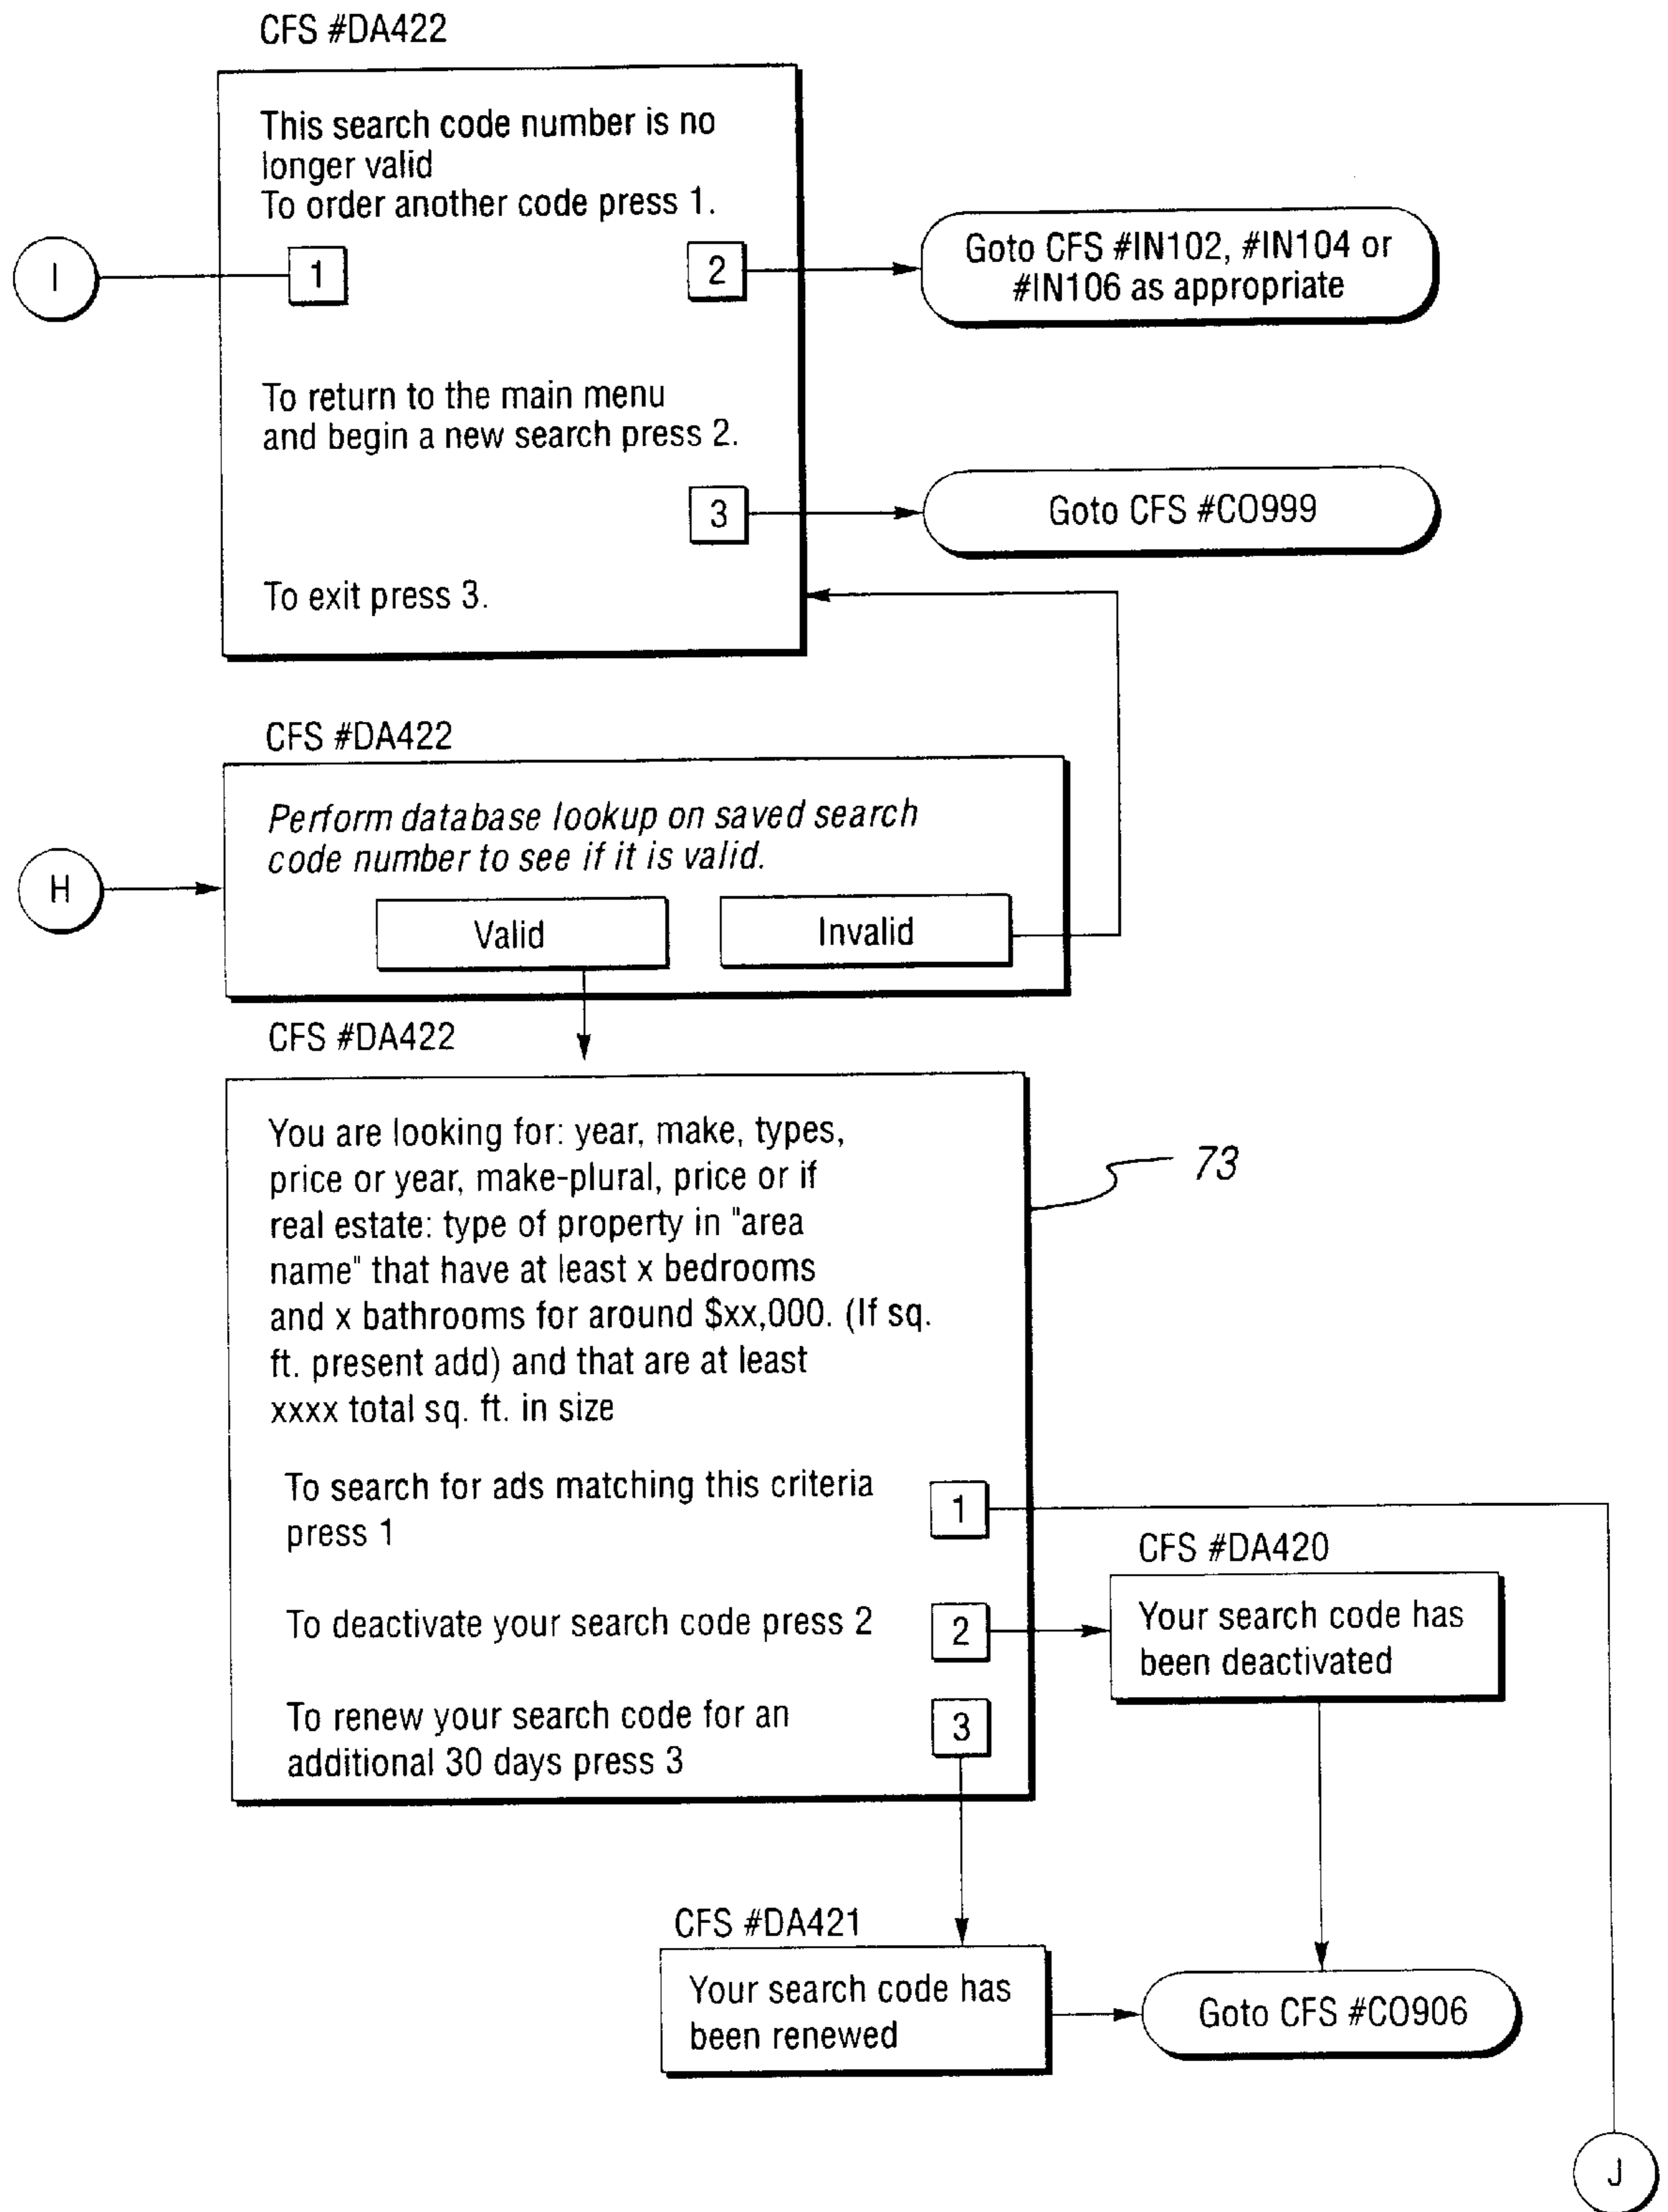 CFS #DA422
This search code number is no
longer valid
To order another code press 1.
I
1
2
Goto CFS #IN102, #IN104 or
#IN106 as appropriate
To return to the main menu
and begin a new search press 2.
3
Goto CFS #CO999
To exit press 3.
CFS #DA422
Perform database lookup on saved search
code number to see if it is valid.
H
Valid
Invalid
CFS #DA422
You are looking for: year, make, types,
price or year, make-plural, price or if
real estate: type of property in "area
name" that have at least x bedrooms
and x bathrooms for around $xx,000. (If sq.
ft. present add) and that are at least
xxxx total sq. ft. in size
73
To search for ads matching this criteria
press 1
1
CFS #DA420
To deactivate your search code press 2
2
Your search code has
been deactivated
To renew your search code for an
additional 30 days press 3
3
CFS #DA421
Your search code has
been renewed
Goto CFS #CO906
J